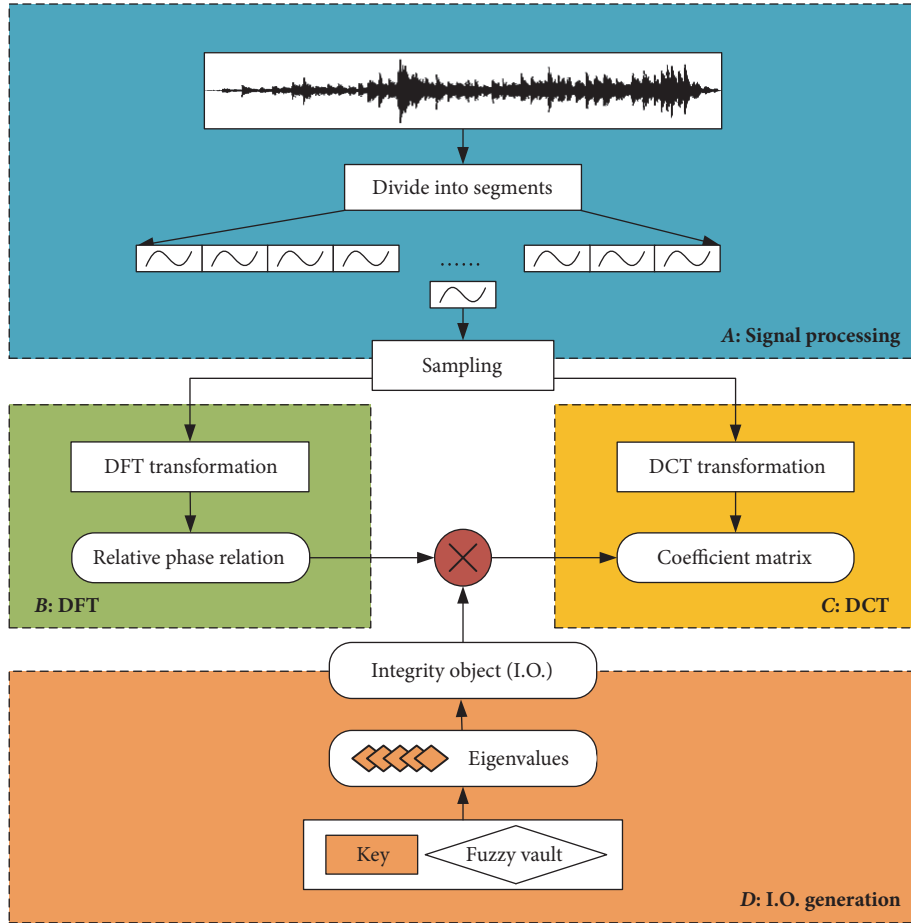 Divide into segments
......
A: Signal processing
Sampling
DFT transformation
DCT transformation
Relative phase relation
Coefficient matrix
B: DFT
C: DCT
Integrity object (I.O.)
Eigenvalues
Key
Fuzzy vault
D: I.O. generation